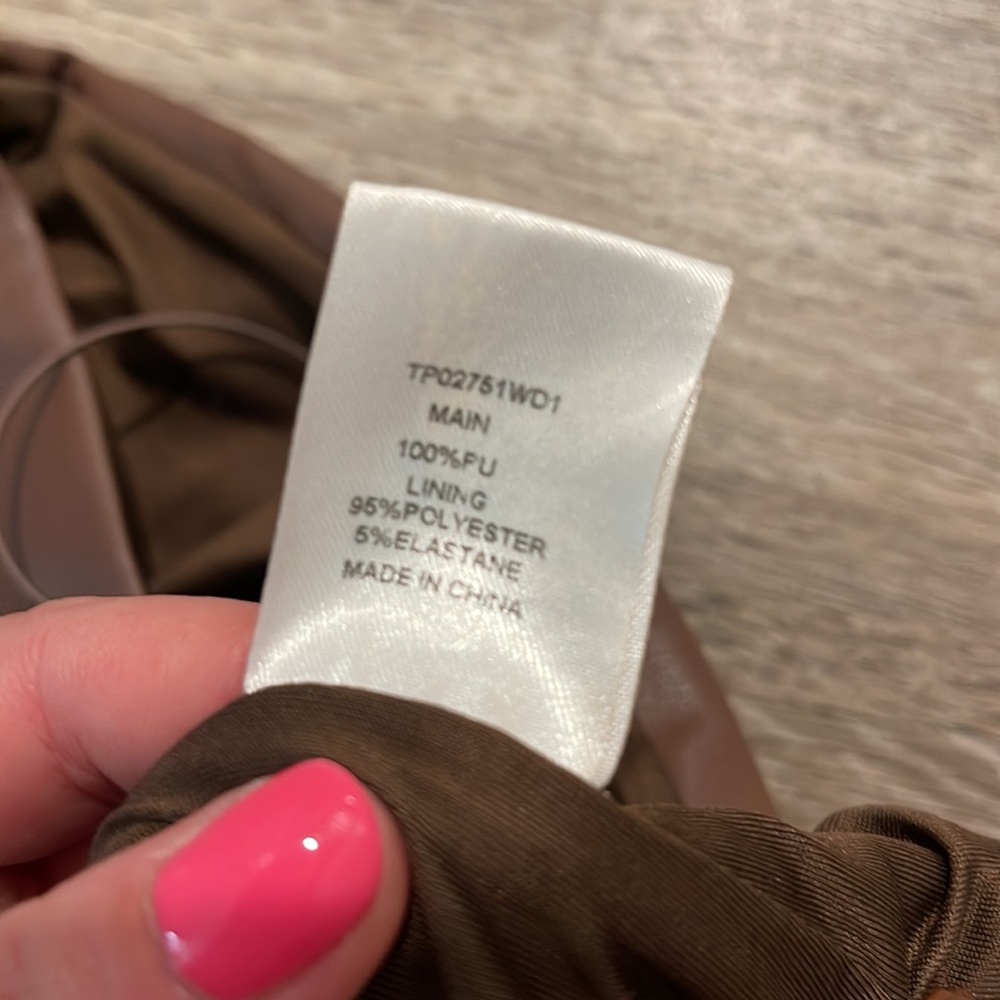 TP02751WD1
MAIN
100%PU
LINING
95%POLYESTER
5%ELASTANE
MADE IN CHINA